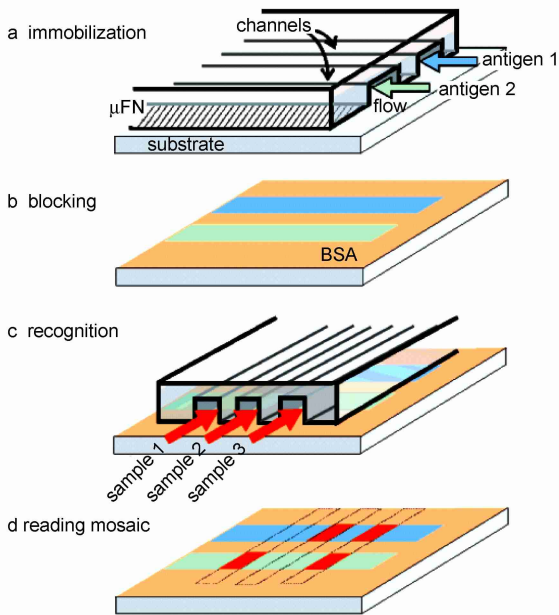 a immobilization
channels
antigen 1
antigen 2
flow
μFN
substrate
b blocking
BSA
c recognition
sample 1
sample 2
sample 3
d reading mosaic